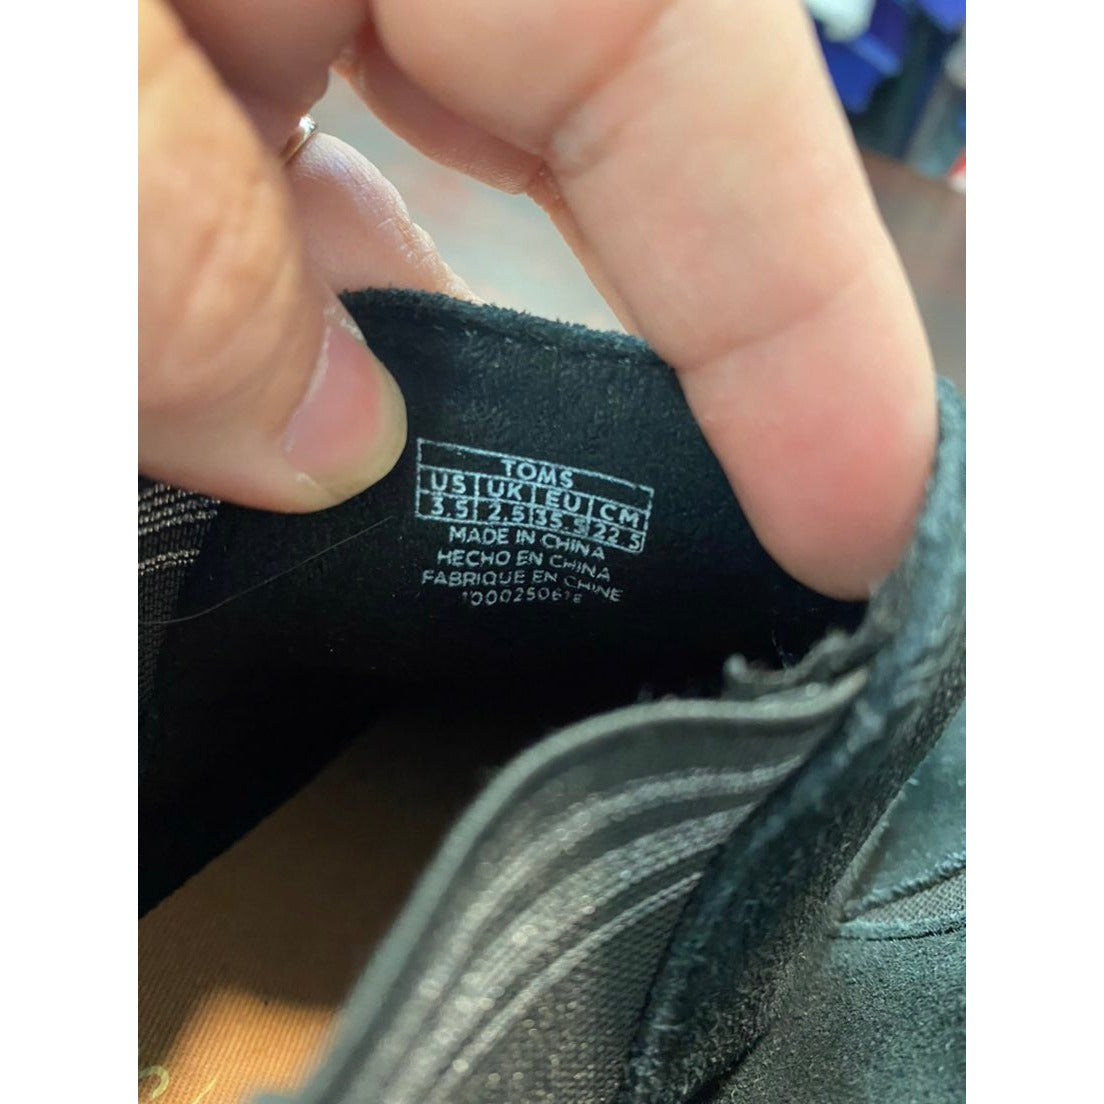 TOMS
US UK EU CM
3.5 2.5 35.5 22.5
MADE IN CHINA
HECHO EN CHINA
FABRIQUE EN CHINE